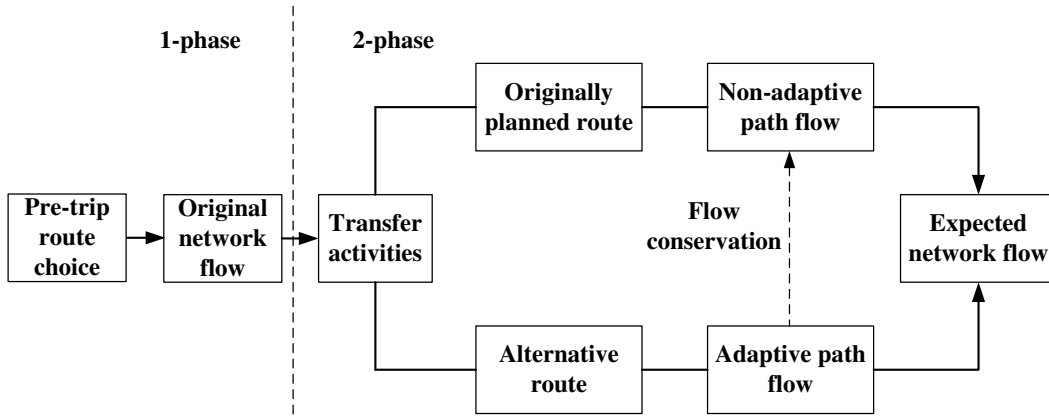 1-phase
2-phase
Originally
planned route
Non-adaptive
path flow
Pre-trip
route
choice
Original
network
flow
Transfer
activities
Flow
conservation
Expected
network flow
Alternative
route
Adaptive path
flow